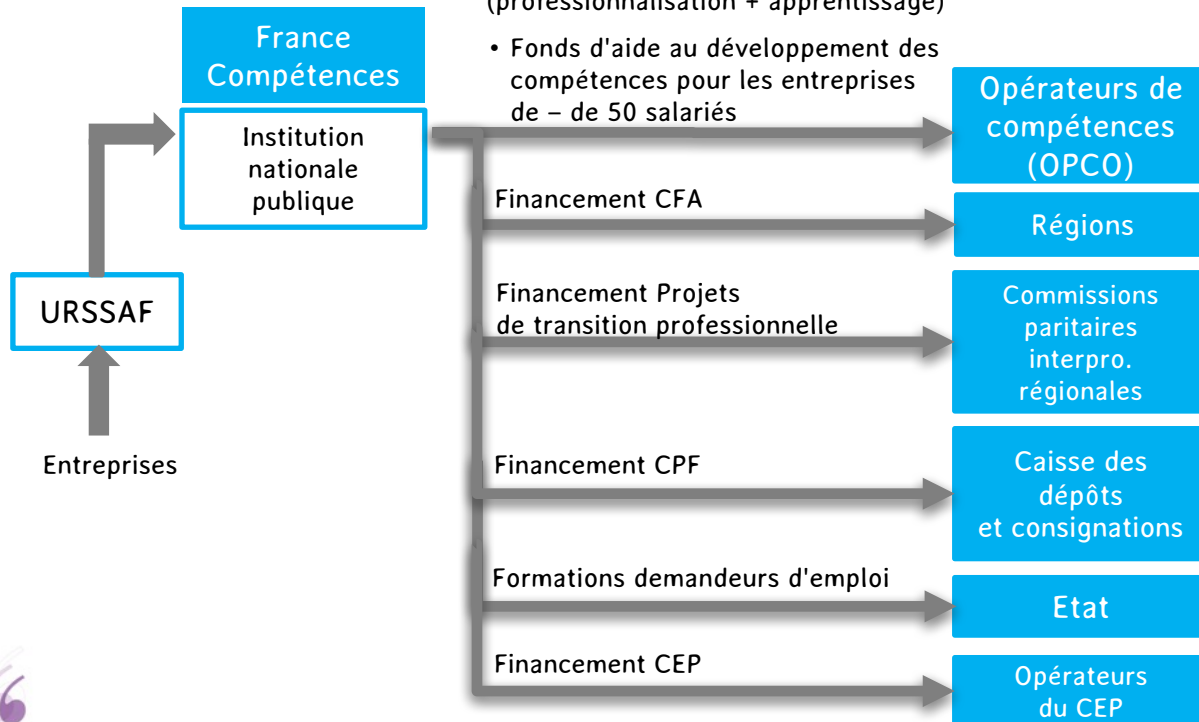 (professionnalisation + apprentissage)
France
Compétences
• Fonds d'aide au développement des
compétences pour les entreprises
de – de 50 salariés
Opérateurs de
compétences
(OPCO)
Institution
nationale
publique
Financement CFA
Régions
URSSAF
Financement Projets
de transition professionnelle
Commissions
paritaires
interpro.
régionales
Entreprises
Financement CPF
Caisse des
dépôts
et consignations
Formations demandeurs d'emploi
Etat
Financement CEP
Opérateurs
du CEP